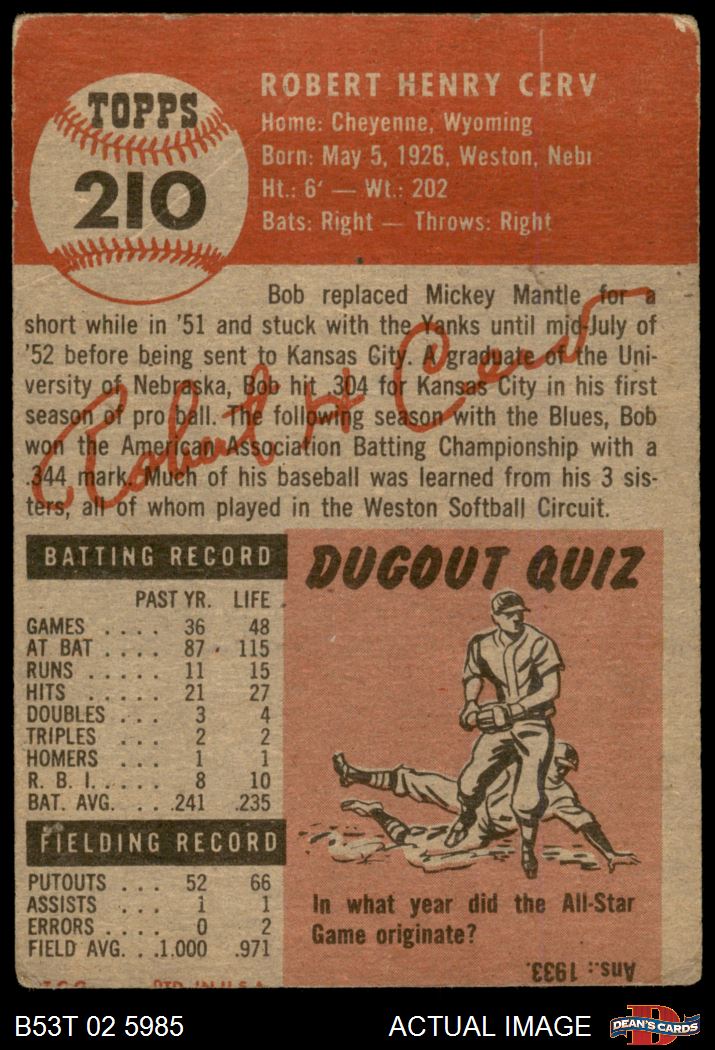 TOPPS
210
ROBERT HENRY CERV
Home: Cheyenne, Wyoming
Born: May 5, 1926, Weston, Nebr
Ht.: 6' — Wt.: 202
Bats: Right — Throws: Right
Bob replaced Mickey Mantle for a
short while in '51 and stuck with the Yanks until mid-July of
'52 before being sent to Kansas City. A graduate of the Uni-
versity of Nebraska, Bob hit .304 for Kansas City in his first
season of pro ball. The following season with the Blues, Bob
won the American Association Batting Championship with a
.344 mark. Much of his baseball was learned from his 3 sis-
ters, all of whom played in the Weston Softball Circuit.
Robert H Cerv
BATTING RECORD
PAST YR. LIFE
GAMES .... 36 48
AT BAT .... 87 115
RUNS ..... 11 15
HITS ..... 21 27
DOUBLES ... 3 4
TRIPLES ... 2 2
HOMERS ... 1 1
R. B. I. .... 8 10
BAT. AVG. ... .241 .235
FIELDING RECORD
PUTOUTS ... 52 66
ASSISTS ... 1 1
ERRORS .... 0 2
FIELD AVG. .. 1.000 .971
T.C.G. PTD. IN U.S.A.
DUGOUT QUIZ
In what year did the All-Star
Game originate?
Ans.: 1933.
B53T 02 5985
ACTUAL IMAGE
DEAN'S CARDS